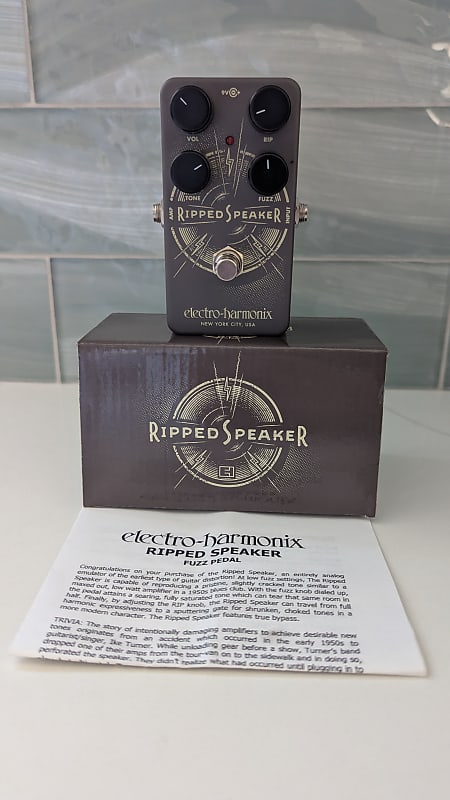 9V
VOL
RIP
TONE
FUZZ
AMP
RIPPED SPEAKER
INPUT
electro-harmonix
NEW YORK CITY, USA
RIPPED SPEAKER
EH
electro-harmonix
RIPPED SPEAKER
FUZZ PEDAL
Congratulations on your purchase of the Ripped Speaker, an entirely analog
emulator of the earliest type of guitar distortion! At low fuzz settings, The Ripped
Speaker is capable of reproducing a pristine, slightly cracked tone similar to a
maxed out, low watt amplifier in a 1950s blues club. With the fuzz knob dialed up,
the pedal attains a soaring, fully saturated tone which can tear that same room in
half. Finally, by adjusting the RIP knob, the Ripped Speaker can travel from full
harmonic expressiveness to a sputtering gate for shrunken, choked tones in a
more modern character. The Ripped Speaker features true bypass.
TRIVIA: The story of intentionally damaging amplifiers to achieve desirable new
tones originates from an accident which occurred in the early 1950s to
guitarist/singer, Ike Turner. While unloading gear before a show, Turner's band
dropped one of their amps from the tour-van on to the sidewalk and in doing so,
perforated the speaker. They didn't realize what had occurred until plugging in to